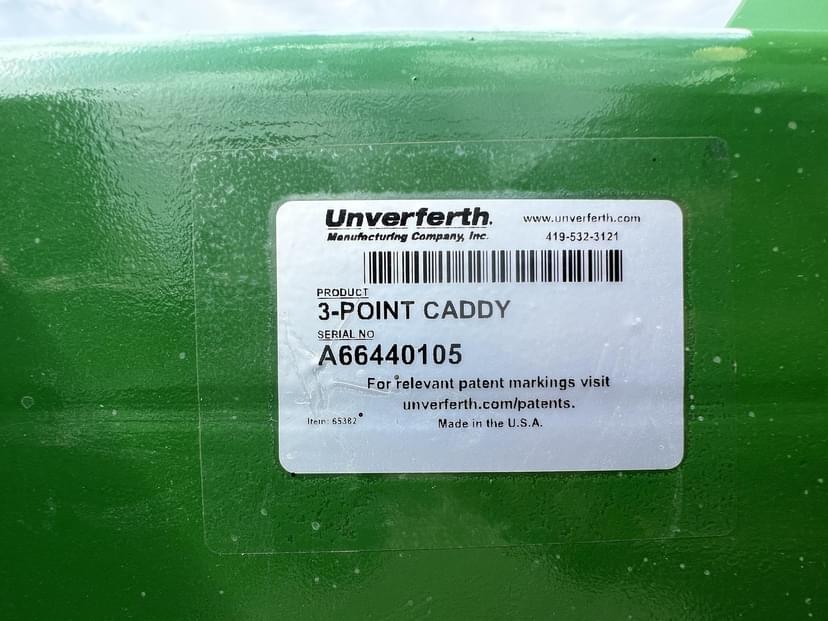 Unverferth.
Manufacturing Company, Inc.
www.unverferth.com
419-532-3121
PRODUCT
3-POINT CADDY
SERIAL NO
A66440105
For relevant patent markings visit
unverferth.com/patents.
Item: 65382
Made in the U.S.A.